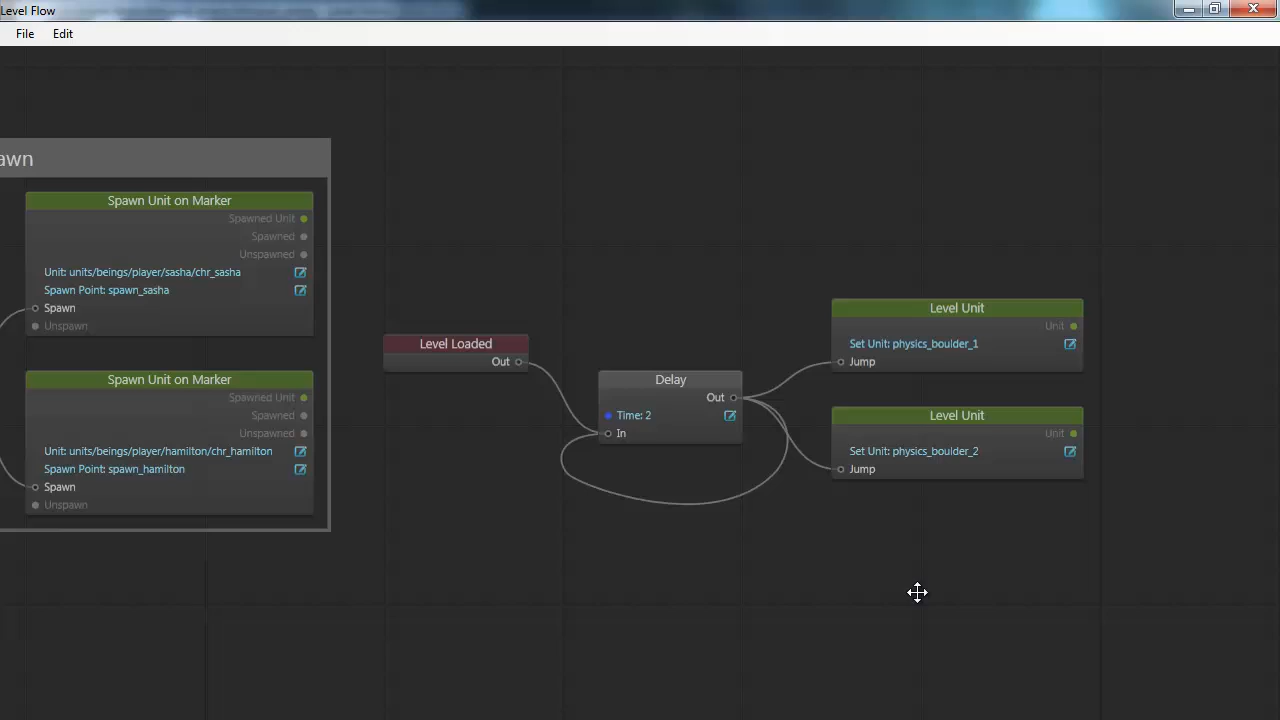 Level Flow
File Edit
awn
Spawn Unit on Marker
Spawned Unit
Spawned
Unspawned
Unit: units/beings/player/sasha/chr_sasha
Spawn Point: spawn_sasha
Spawn
Unspawn
Spawn Unit on Marker
Spawned Unit
Spawned
Unspawned
Unit: units/beings/player/hamilton/chr_hamilton
Spawn Point: spawn_hamilton
Spawn
Unspawn
Level Loaded
Out
Delay
Out
Time: 2
In
Level Unit
Unit
Set Unit: physics_boulder_1
Jump
Level Unit
Unit
Set Unit: physics_boulder_2
Jump